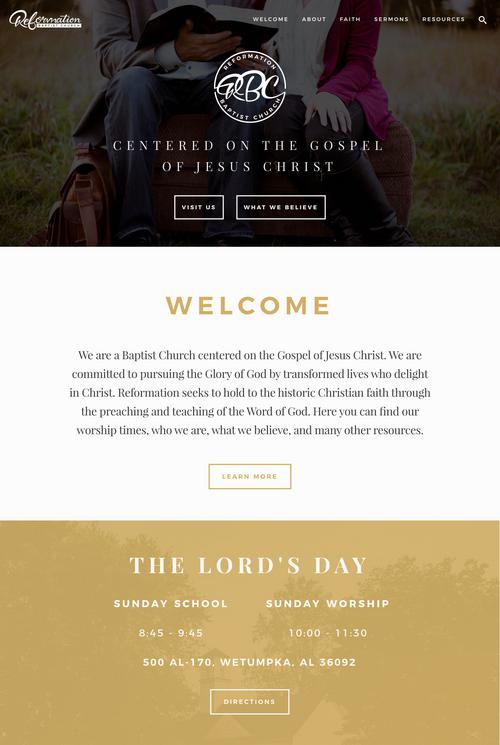 Reformation
BAPTIST CHURCH
WELCOME ABOUT FAITH SERMONS RESOURCES
REFORMATION
RBC
BAPTIST CHURCH
CENTERED ON THE GOSPEL
OF JESUS CHRIST
VISIT US WHAT WE BELIEVE
WELCOME
We are a Baptist Church centered on the Gospel of Jesus Christ. We are
committed to pursuing the Glory of God by transformed lives who delight
in Christ. Reformation seeks to hold to the historic Christian faith through
the preaching and teaching of the Word of God. Here you can find our
worship times, who we are, what we believe, and many other resources.
LEARN MORE
THE LORD'S DAY
SUNDAY SCHOOL SUNDAY WORSHIP
8:45 - 9:45 10:00 - 11:30
500 AL-170, WETUMPKA, AL 36092
DIRECTIONS